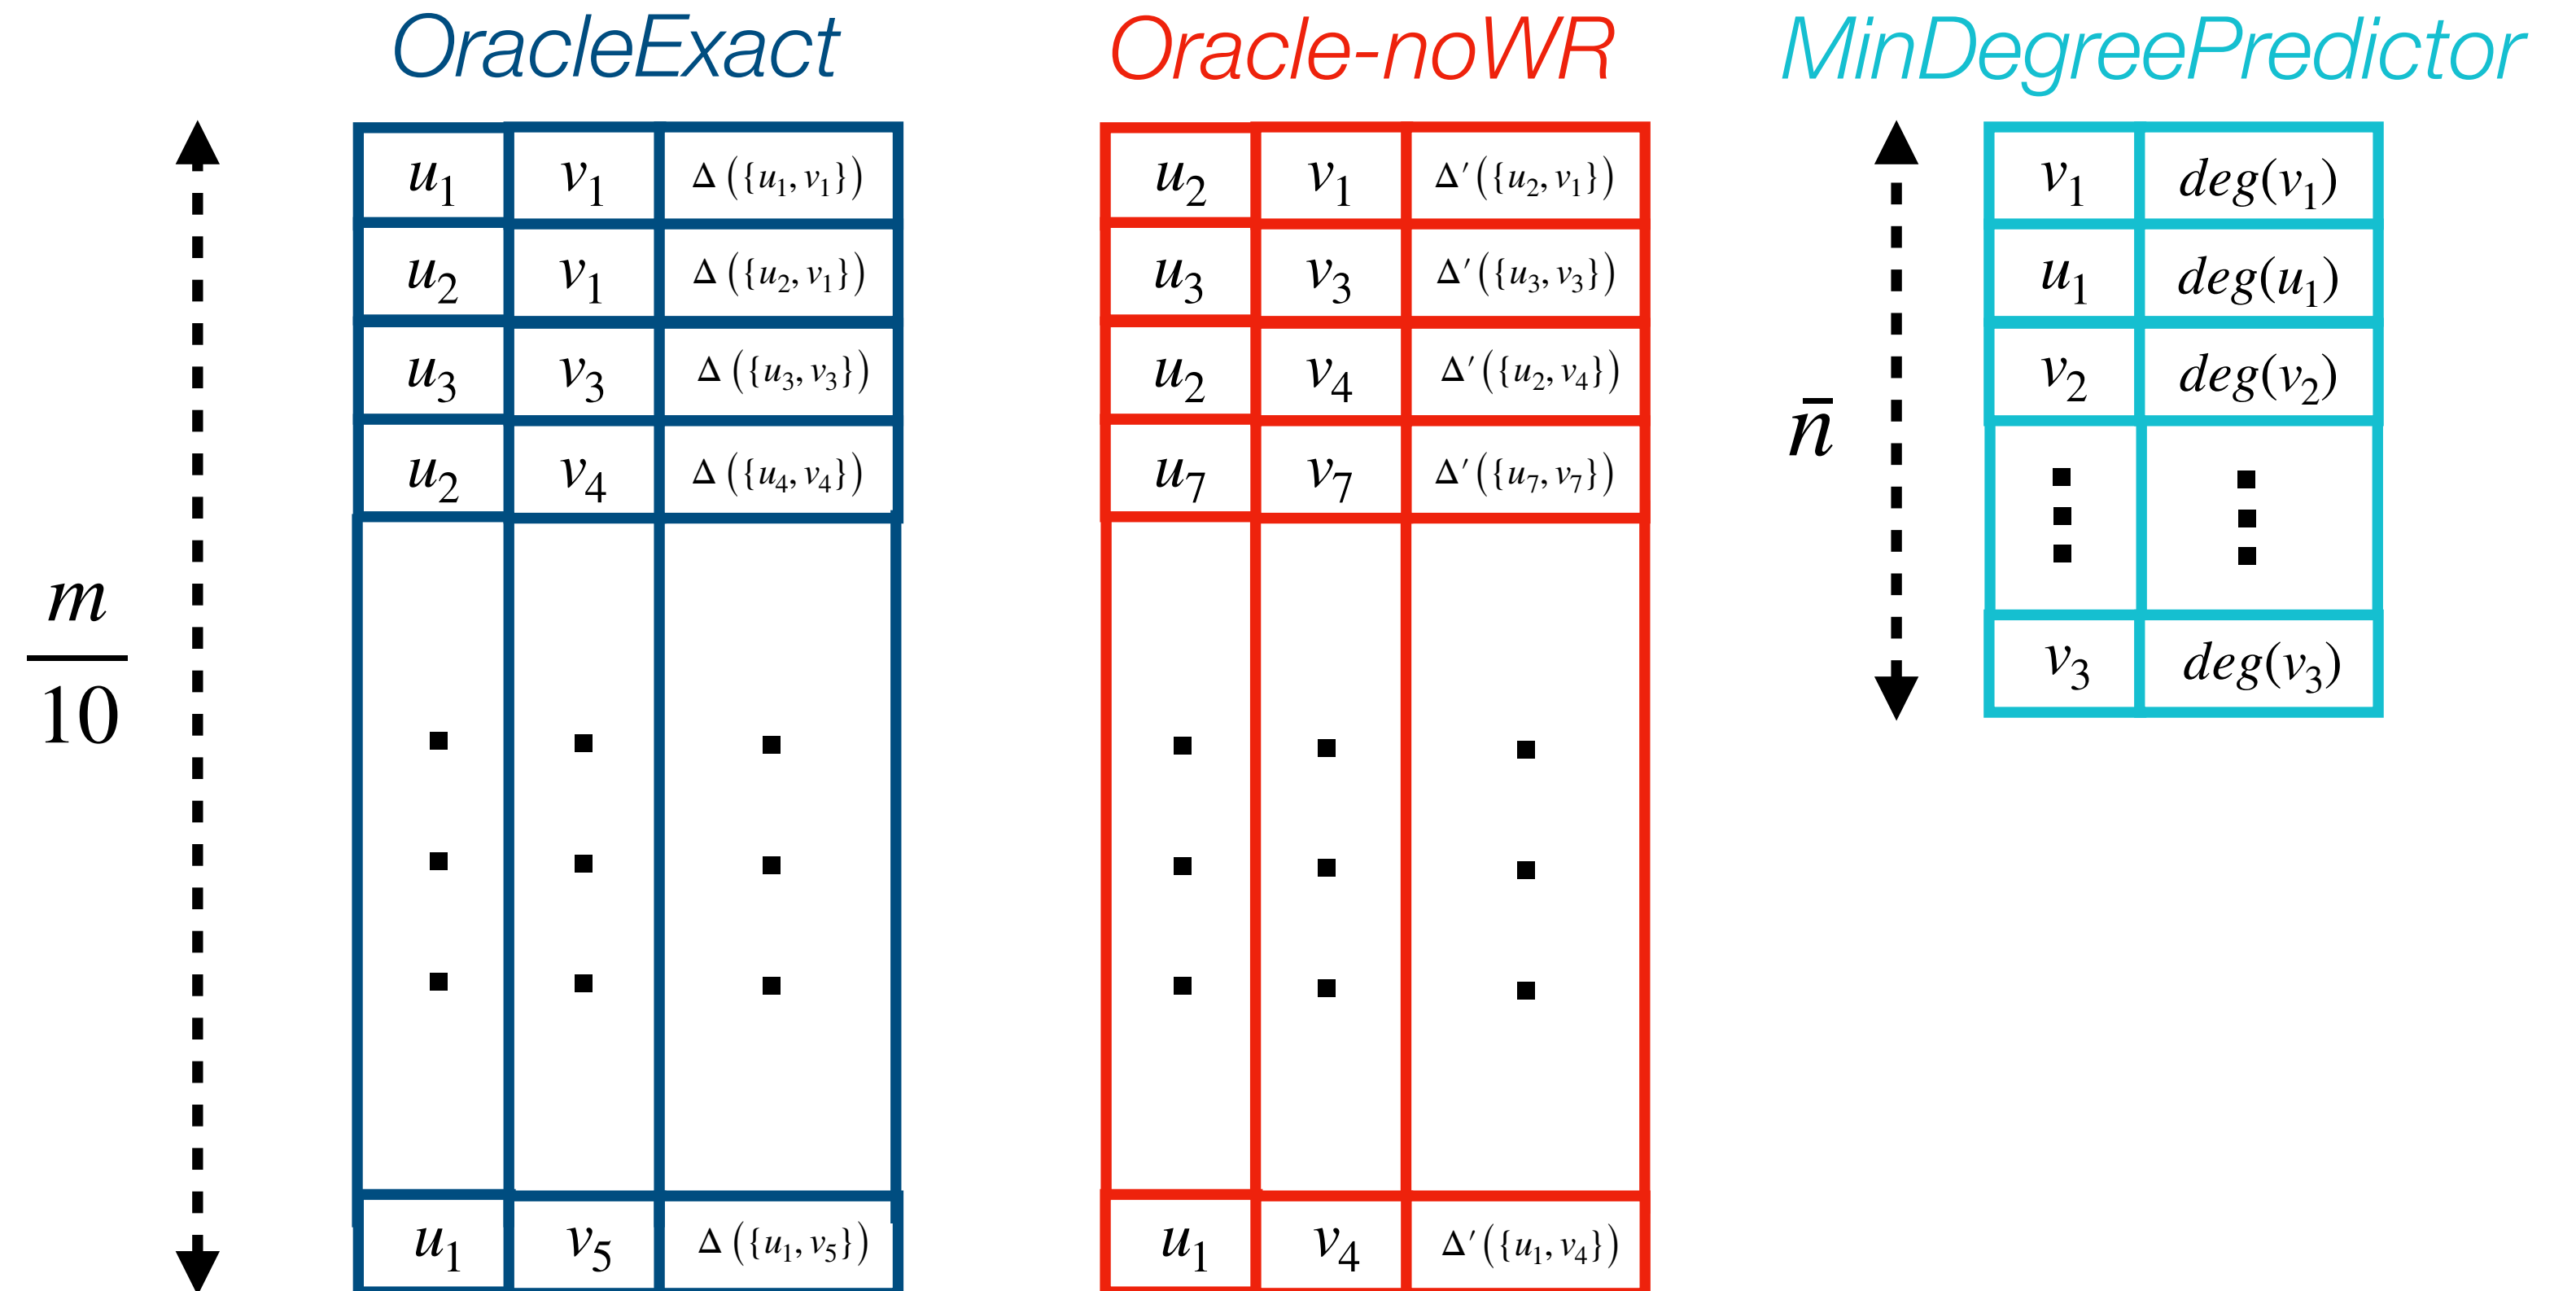 OracleExact Oracle-noWR MinDegreePredictor
u₁ v₁ Δ({u₁, v₁}) u₂ v₁ Δ′({u₂, v₁}) v₁ deg(v₁)
u₂ v₁ Δ({u₂, v₁}) u₃ v₃ Δ′({u₃, v₃}) u₁ deg(u₁)
u₃ v₃ Δ({u₃, v₃}) u₂ v₄ Δ′({u₂, v₄}) v₂ deg(v₂)
n̄
u₂ v₄ Δ({u₄, v₄}) u₇ v₇ Δ′({u₇, v₇})
m/10
v₃ deg(v₃)
u₁ v₅ Δ({u₁, v₅}) u₁ v₄ Δ′({u₁, v₄})